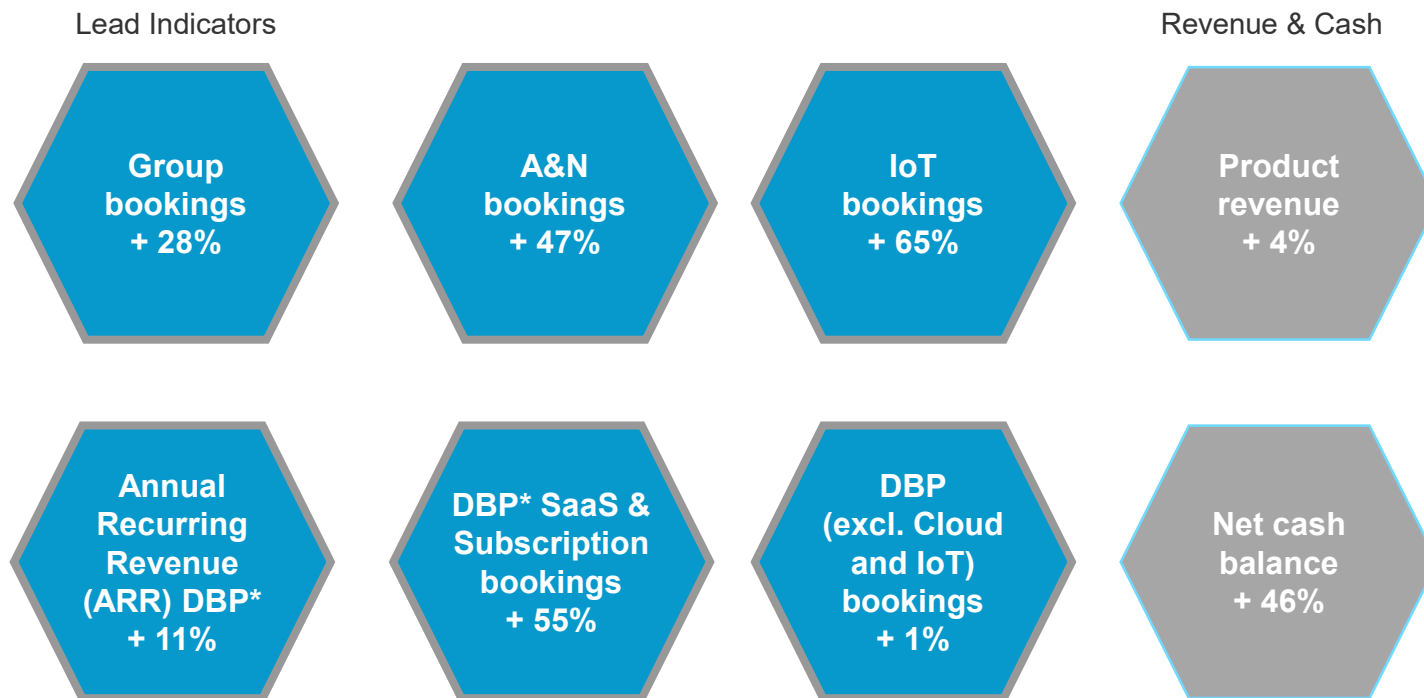 Lead Indicators
Revenue & Cash
Group
bookings
+ 28%
A&N
bookings
+ 47%
IoT
bookings
+ 65%
Product
revenue
+ 4%
Annual
Recurring
Revenue
(ARR) DBP*
+ 11%
DBP* SaaS &
Subscription
bookings
+ 55%
DBP
(excl. Cloud
and IoT)
bookings
+ 1%
Net cash
balance
+ 46%